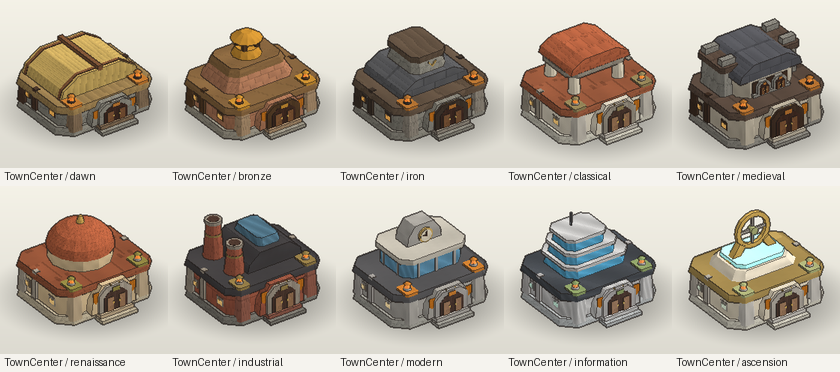 TownCenter / dawn
TownCenter / bronze
TownCenter / iron
TownCenter / classical
TownCenter / medieval
TownCenter / renaissance
TownCenter / industrial
TownCenter / modern
TownCenter / information
TownCenter / ascension